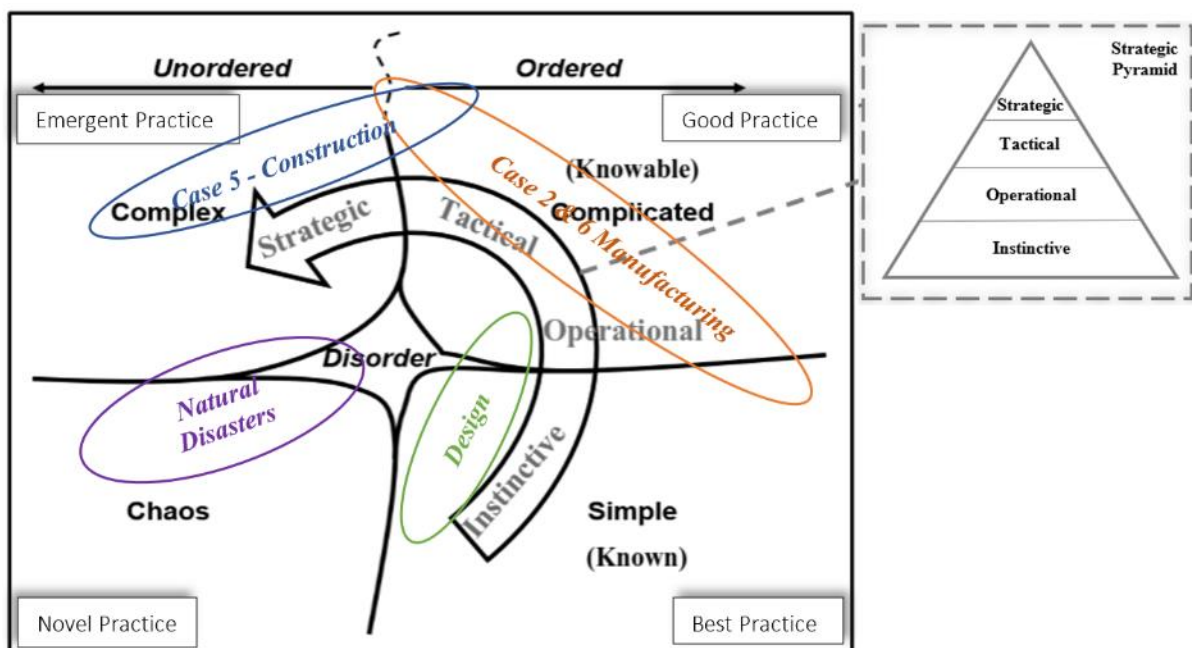 Unordered
Ordered
Emergent Practice
Good Practice
Case 5 - Construction
Case 2 & 6 Manufacturing
(Knowable)
Complex
Complicated
Strategic
Tactical
Operational
Disorder
Natural
Disasters
Design
Instinctive
Chaos
Simple
(Known)
Novel Practice
Best Practice
Strategic
Pyramid
Strategic
Tactical
Operational
Instinctive